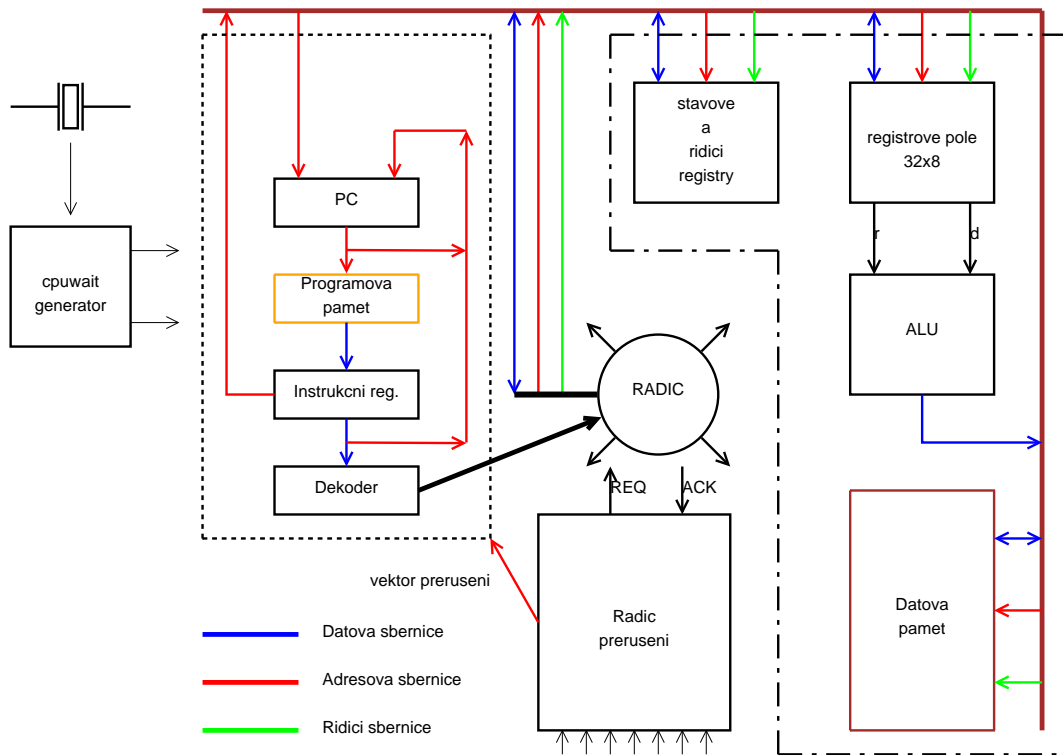 stavove
a
ridici
registry
registrove pole
32x8
PC
r
d
cpuwait
generator
Programova
pamet
ALU
Instrukcni reg.
RADIC
Dekoder
REQ
ACK
vektor preruseni
Radic
preruseni
Datova
pamet
Datova sbernice
Adresova sbernice
Ridici sbernice